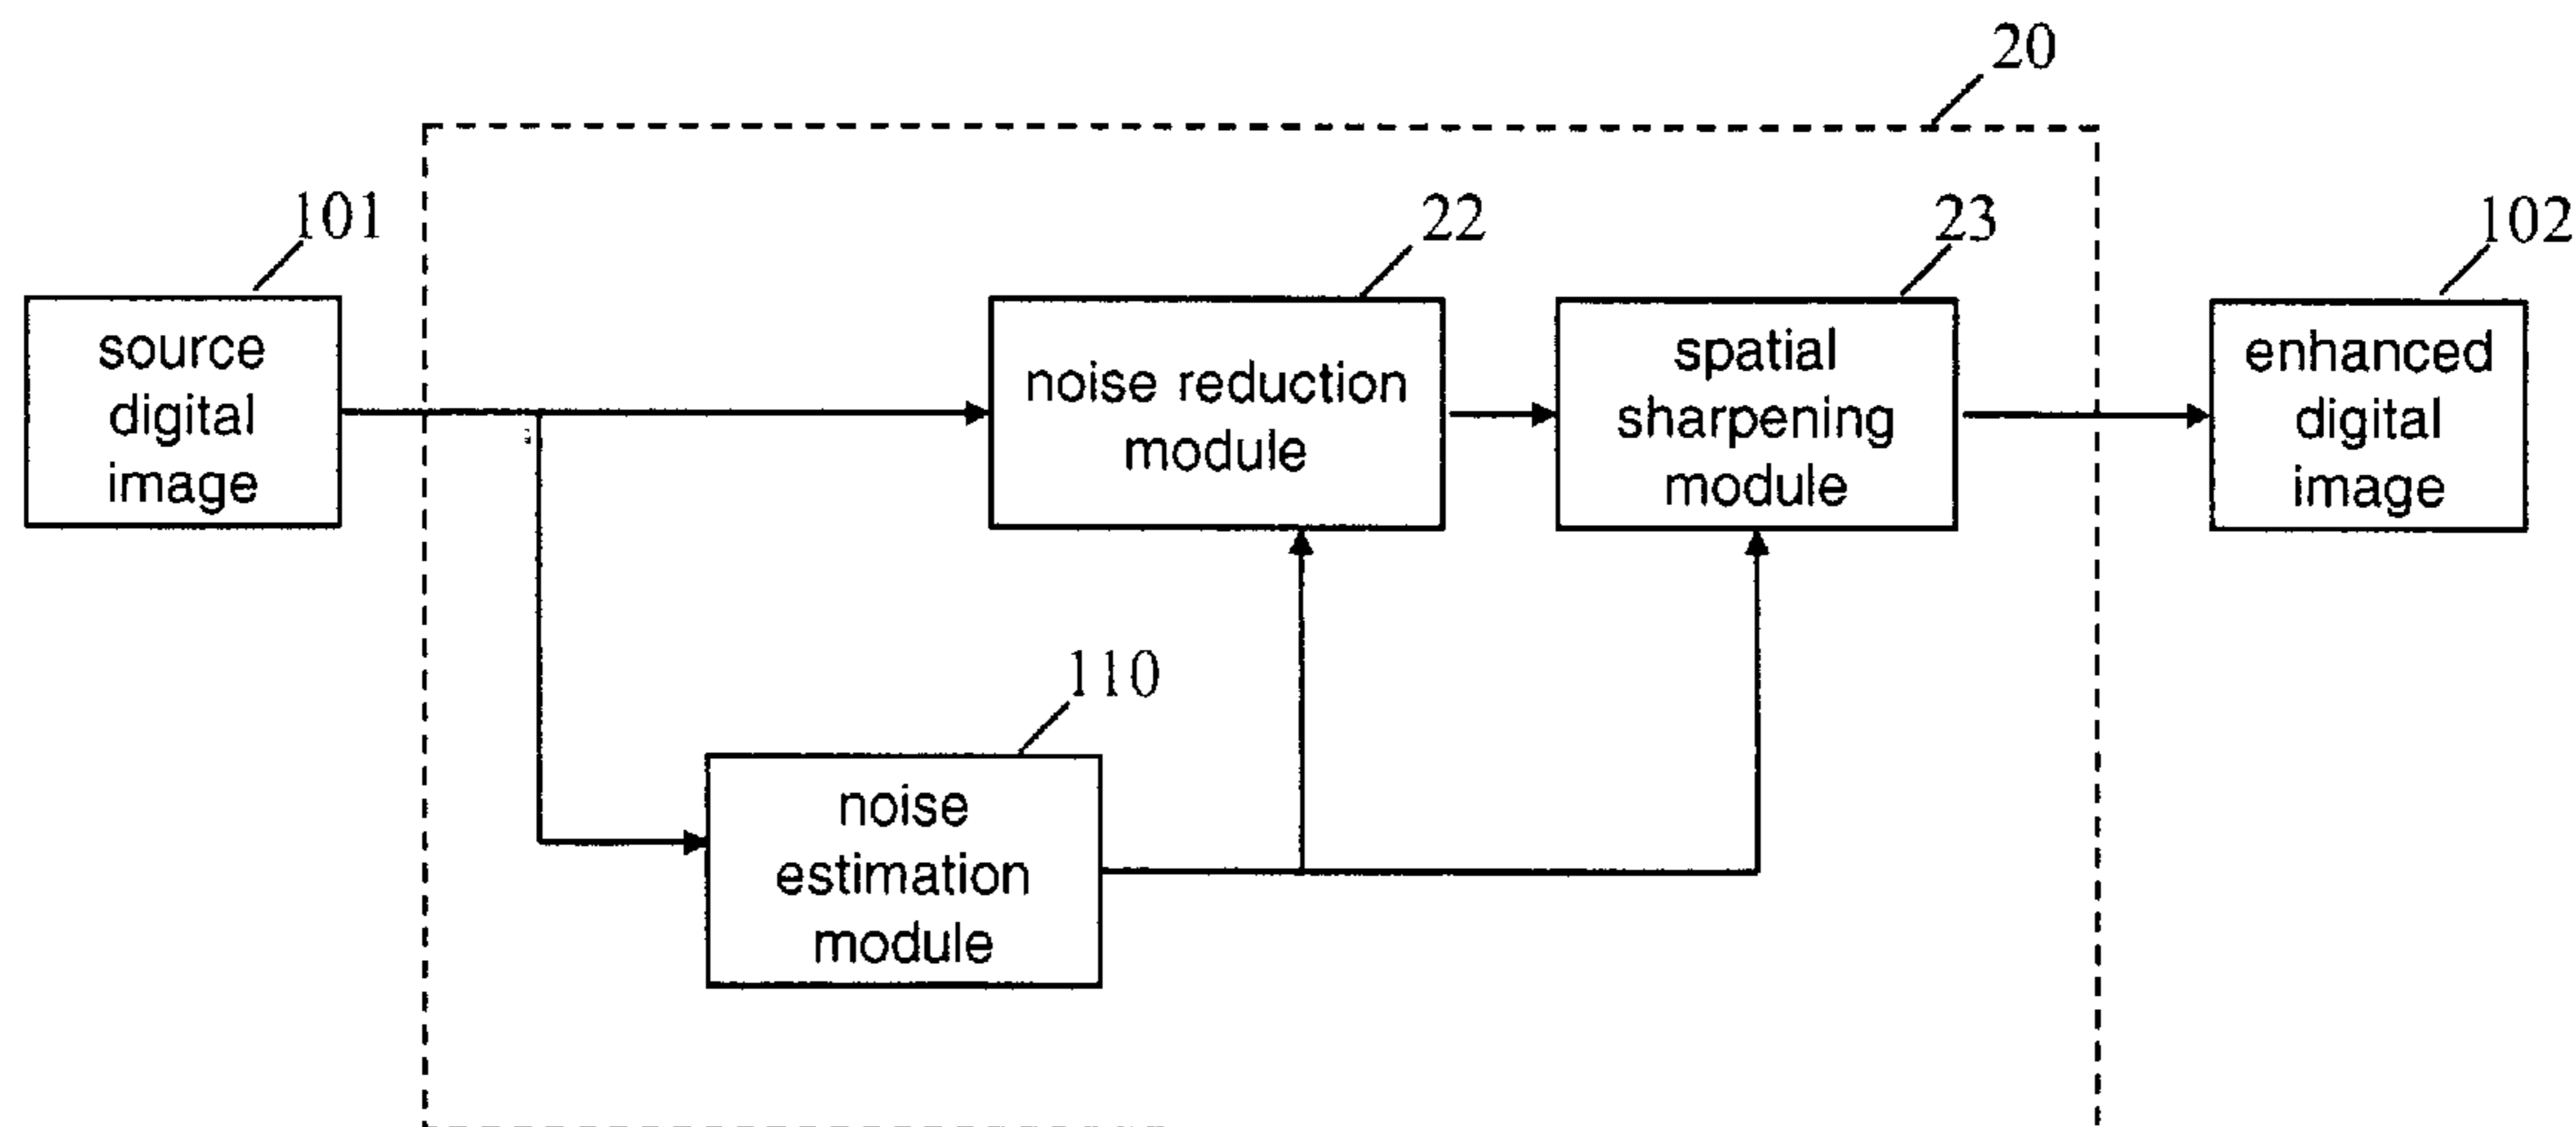 20
101
22
23
102
source
digital
image
noise reduction
module
spatial
sharpening
module
enhanced
digital
image
110
noise
estimation
module